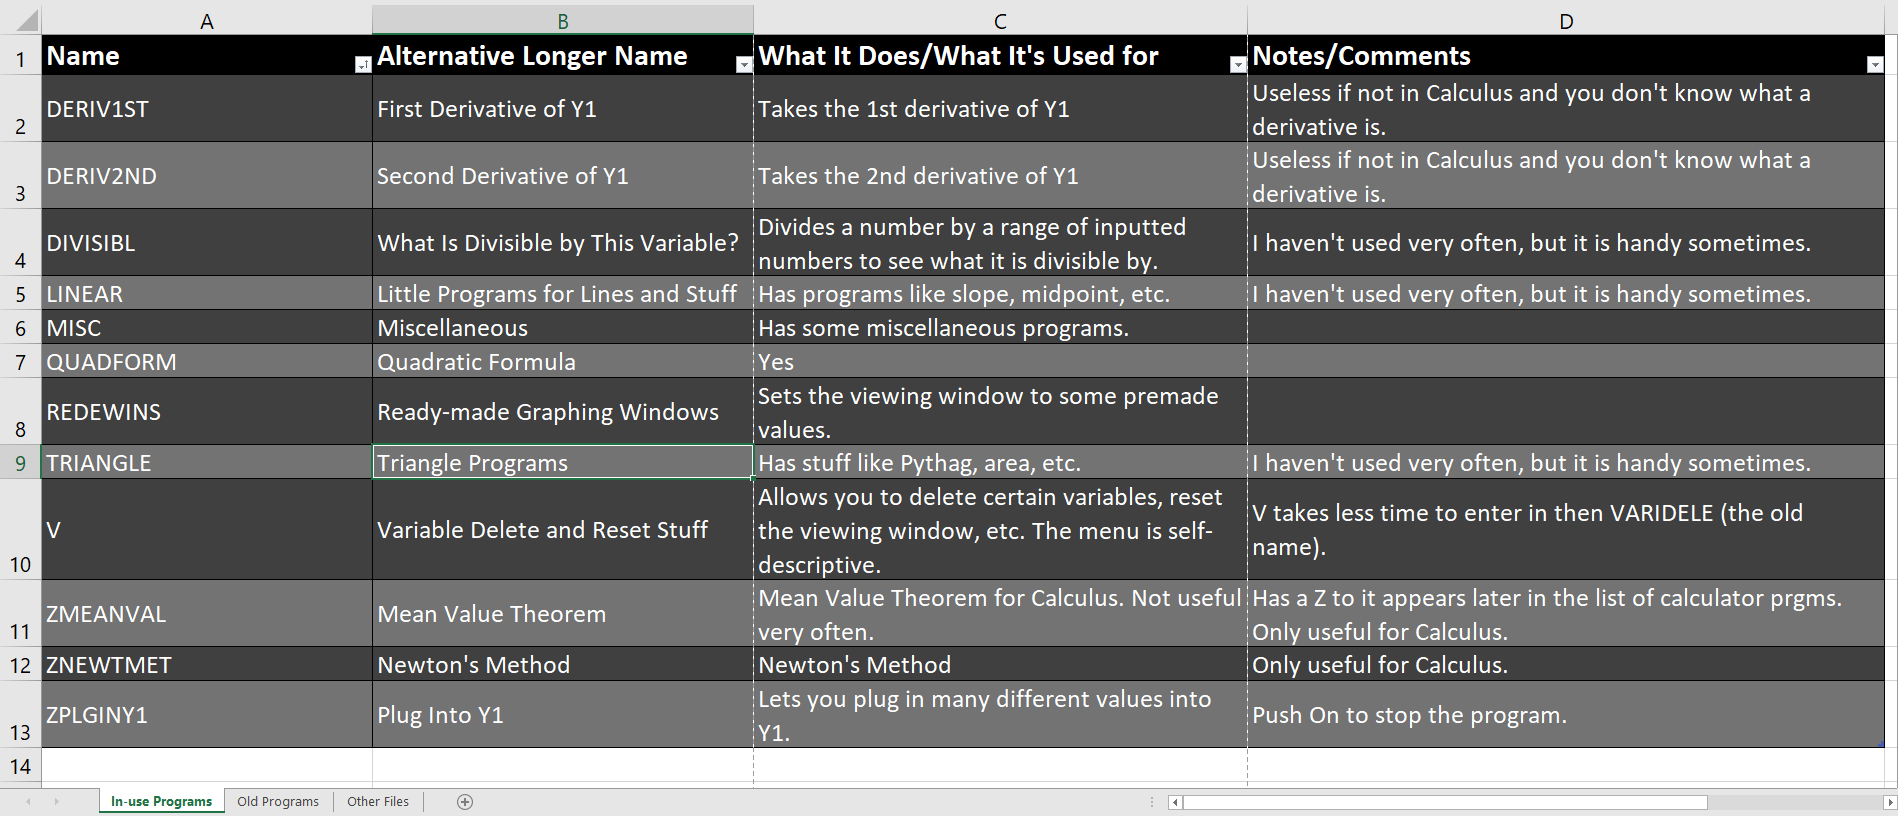 A B C D
1 Name Alternative Longer Name What It Does/What It's Used for Notes/Comments
2 DERIV1ST First Derivative of Y1 Takes the 1st derivative of Y1 Useless if not in Calculus and you don't know what a
derivative is.
3 DERIV2ND Second Derivative of Y1 Takes the 2nd derivative of Y1 Useless if not in Calculus and you don't know what a
derivative is.
4 DIVISIBL What Is Divisible by This Variable? Divides a number by a range of inputted
numbers to see what it is divisible by. I haven't used very often, but it is handy sometimes.
5 LINEAR Little Programs for Lines and Stuff Has programs like slope, midpoint, etc. I haven't used very often, but it is handy sometimes.
6 MISC Miscellaneous Has some miscellaneous programs.
7 QUADFORM Quadratic Formula Yes
8 REDEWINS Ready-made Graphing Windows Sets the viewing window to some premade
values.
9 TRIANGLE Triangle Programs Has stuff like Pythag, area, etc. I haven't used very often, but it is handy sometimes.
10 V Variable Delete and Reset Stuff Allows you to delete certain variables, reset
the viewing window, etc. The menu is self-
descriptive. V takes less time to enter in then VARIDELE (the old
name).
11 ZMEANVAL Mean Value Theorem Mean Value Theorem for Calculus. Not useful
very often. Has a Z to it appears later in the list of calculator prgms.
Only useful for Calculus.
12 ZNEWTMET Newton's Method Newton's Method Only useful for Calculus.
13 ZPLGINY1 Plug Into Y1 Lets you plug in many different values into
Y1. Push On to stop the program.
14
In-use Programs Old Programs Other Files